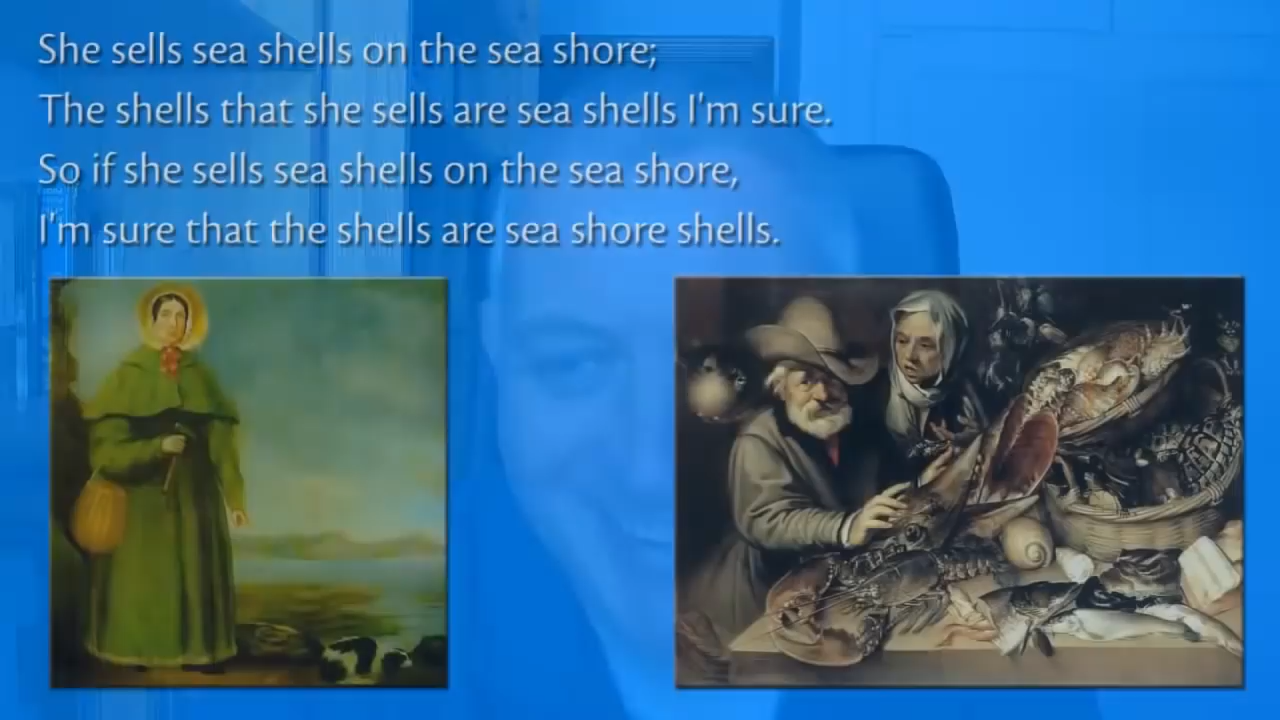 She sells sea shells on the sea shore;
The shells that she sells are sea shells I'm sure.
So if she sells sea shells on the sea shore,
I'm sure that the shells are sea shore shells.